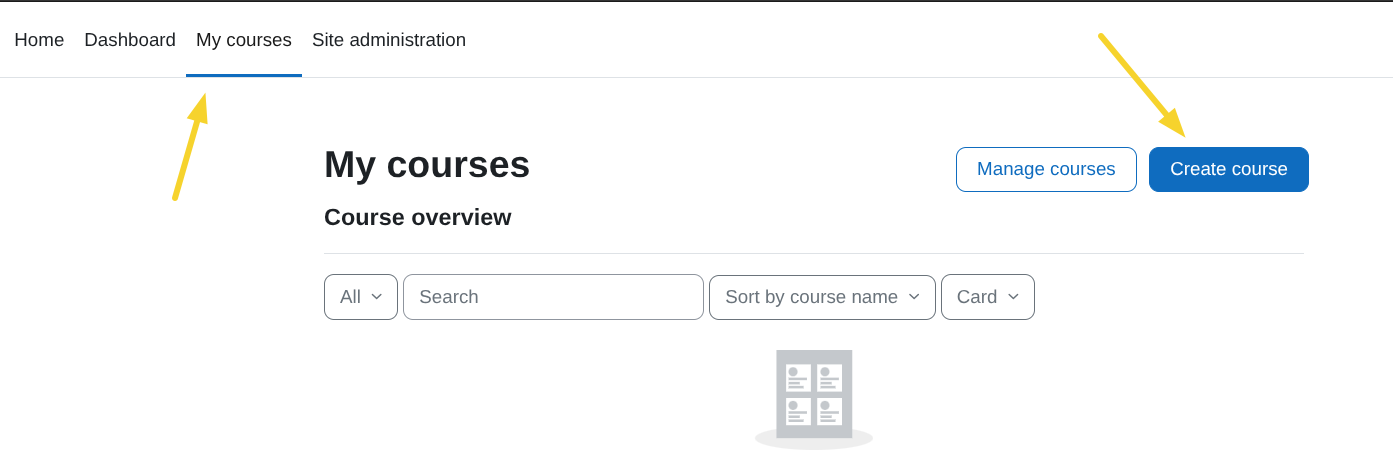 Home Dashboard My courses Site administration
My courses
Manage courses Create course
Course overview
All Search Sort by course name Card